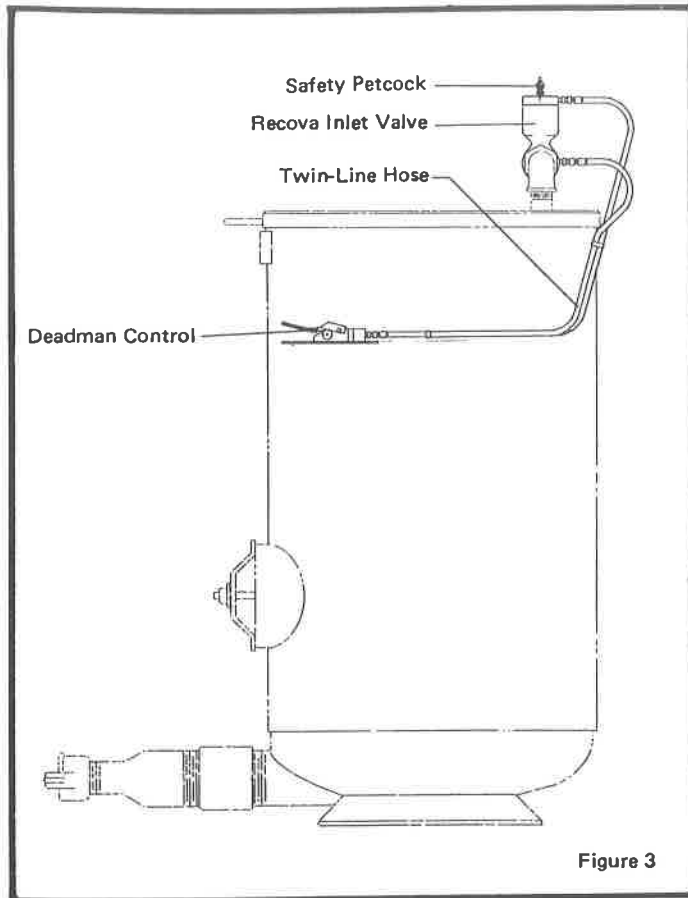 Safety Petcock
Recova Inlet Valve
Twin-Line Hose
Deadman Control
Figure 3